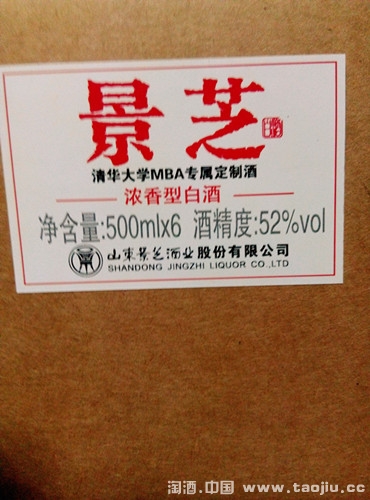 景芝
清华大学MBA专属定制酒
浓香型白酒
净含量:500mlx6 酒精度:52%vol
山东景芝酒业股份有限公司
SHANDONG JINGZHI LIQUOR CO.,LTD
淘酒.中国 www.taojiu.cc